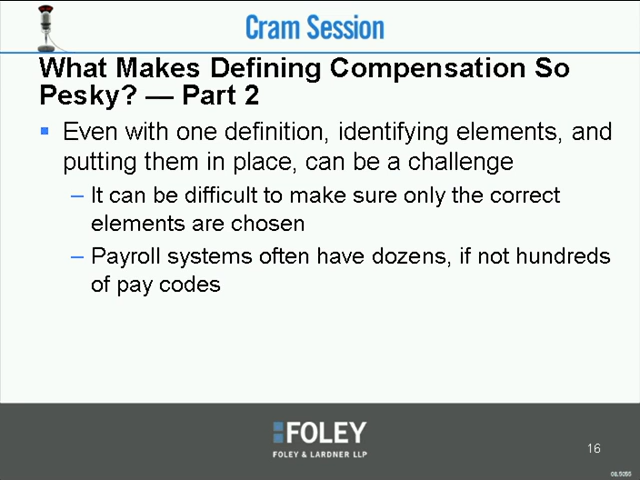 Cram Session
What Makes Defining Compensation So
Pesky? — Part 2
Even with one definition, identifying elements, and
putting them in place, can be a challenge
– It can be difficult to make sure only the correct
elements are chosen
– Payroll systems often have dozens, if not hundreds
of pay codes
FOLEY
FOLEY & LARDNER LLP
16